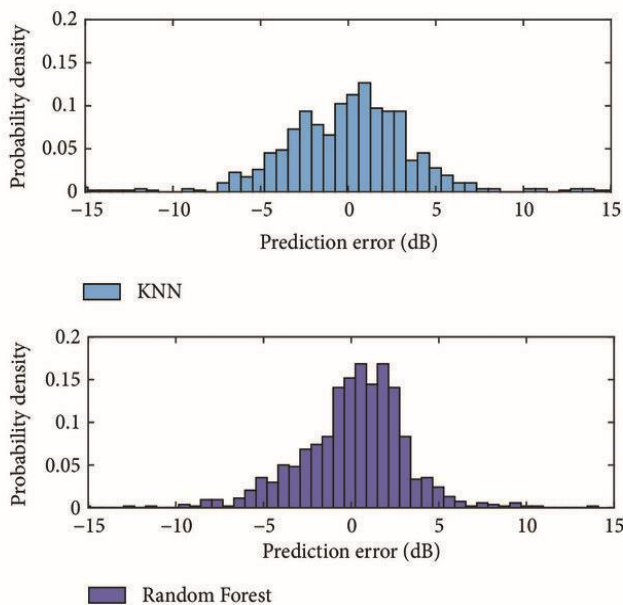 0.2
0.15
0.1
0.05
0
Probability density
−15 −10 −5 0 5 10 15
Prediction error (dB)
KNN
0.2
0.15
0.1
0.05
0
Probability density
−15 −10 −5 0 5 10 15
Prediction error (dB)
Random Forest